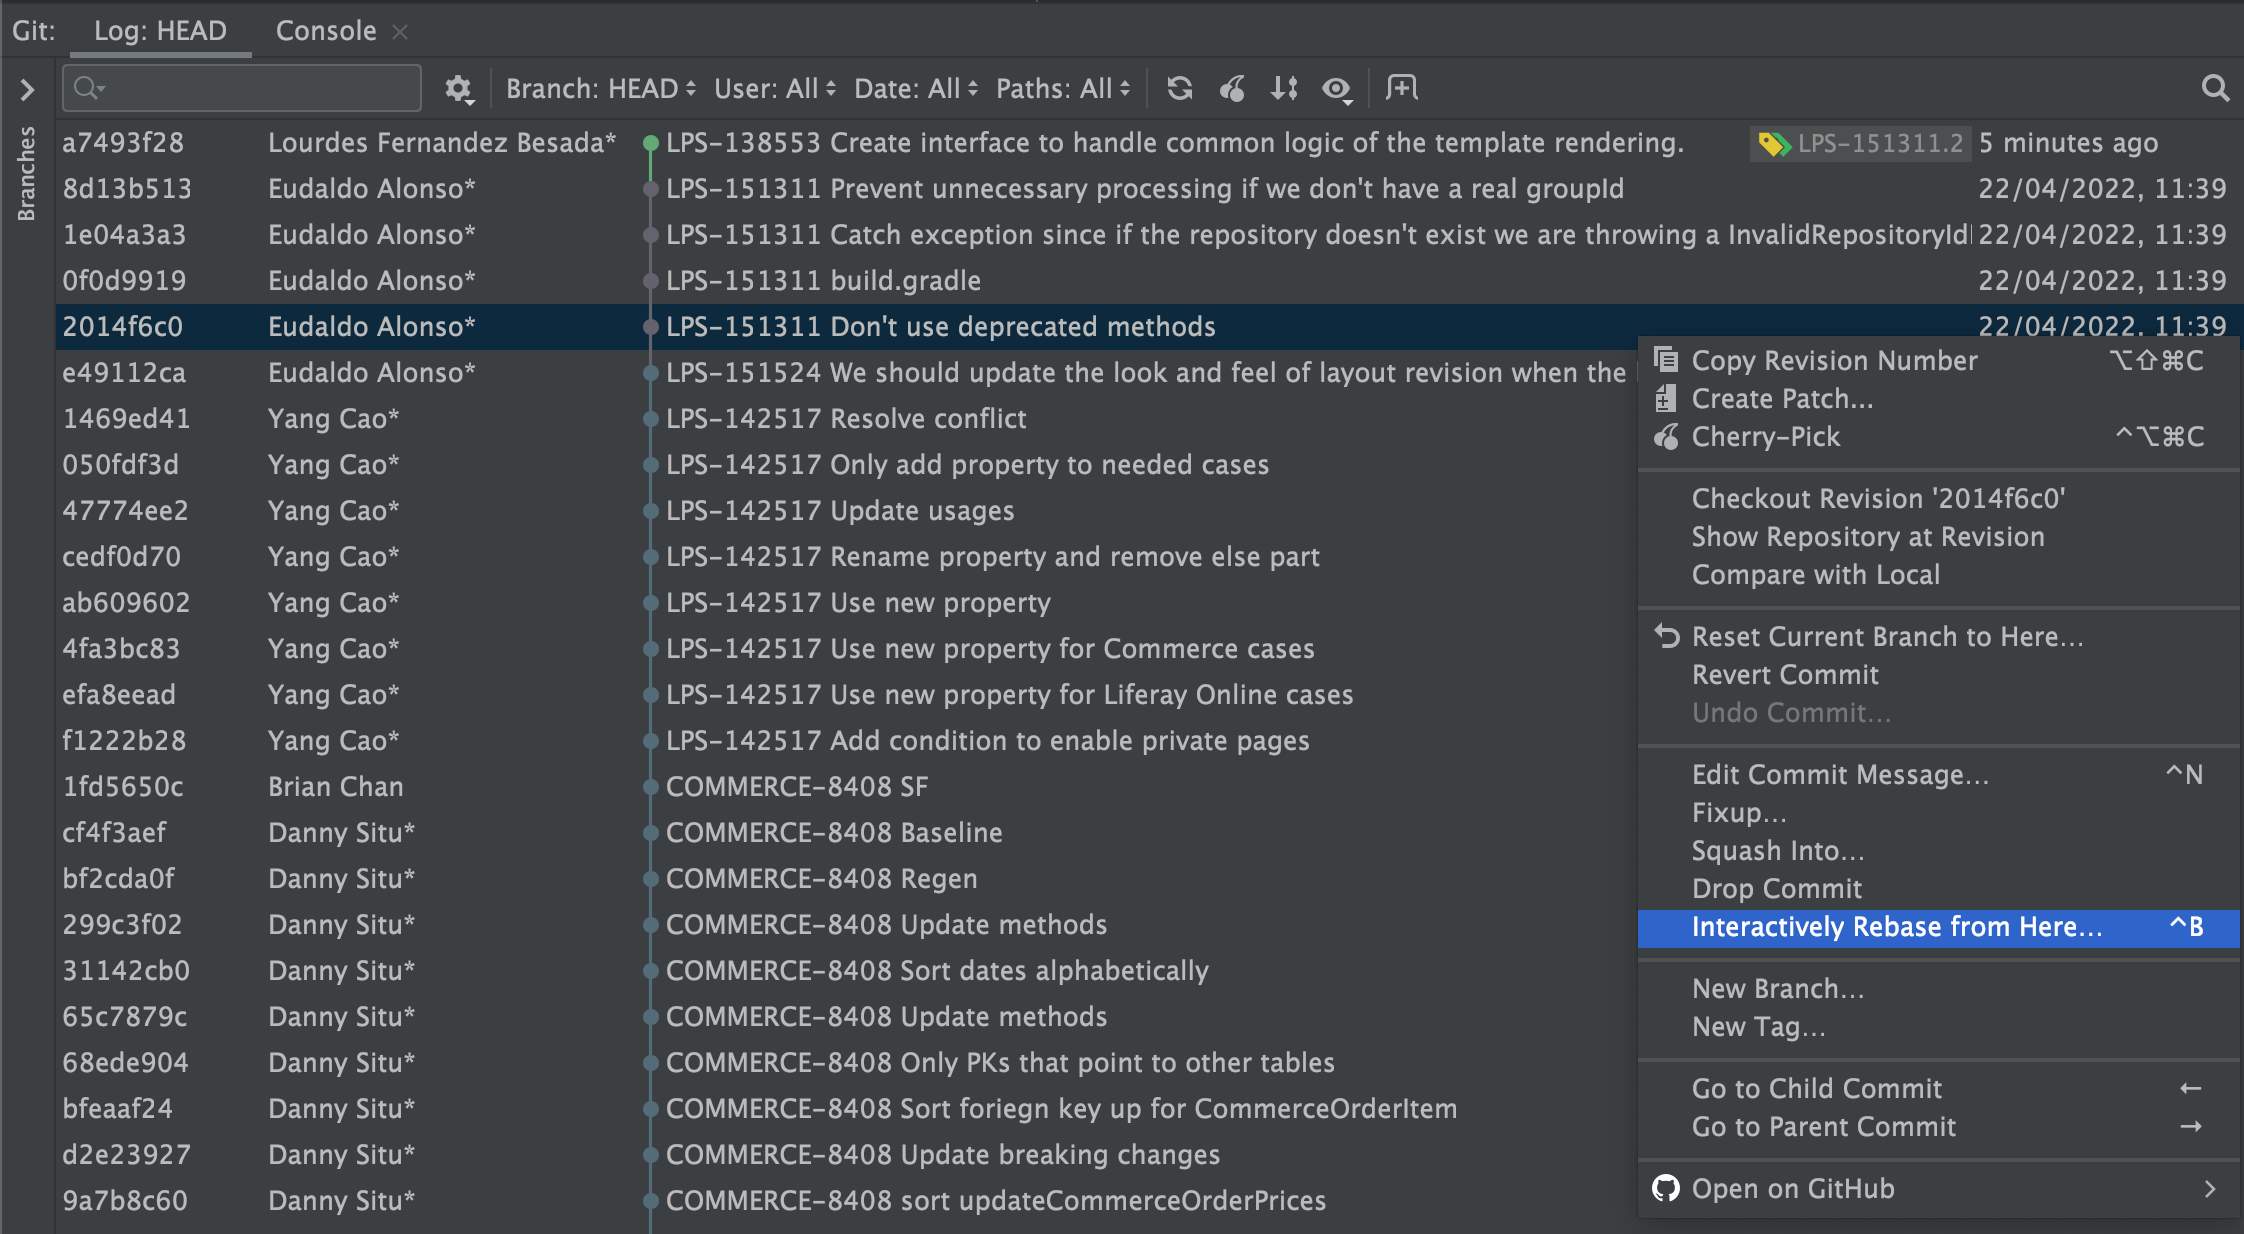 Git: Log: HEAD Console
Branch: HEAD User: All Date: All Paths: All
Branches
a7493f28 Lourdes Fernandez Besada* LPS-138553 Create interface to handle common logic of the template rendering. LPS-151311.2 5 minutes ago
8d13b513 Eudaldo Alonso* LPS-151311 Prevent unnecessary processing if we don't have a real groupId 22/04/2022, 11:39
1e04a3a3 Eudaldo Alonso* LPS-151311 Catch exception since if the repository doesn't exist we are throwing a InvalidRepositoryId 22/04/2022, 11:39
0f0d9919 Eudaldo Alonso* LPS-151311 build.gradle 22/04/2022, 11:39
2014f6c0 Eudaldo Alonso* LPS-151311 Don't use deprecated methods 22/04/2022, 11:39
e49112ca Eudaldo Alonso* LPS-151524 We should update the look and feel of layout revision when the
1469ed41 Yang Cao* LPS-142517 Resolve conflict
050fdf3d Yang Cao* LPS-142517 Only add property to needed cases
47774ee2 Yang Cao* LPS-142517 Update usages
cedf0d70 Yang Cao* LPS-142517 Rename property and remove else part
ab609602 Yang Cao* LPS-142517 Use new property
4fa3bc83 Yang Cao* LPS-142517 Use new property for Commerce cases
efa8eead Yang Cao* LPS-142517 Use new property for Liferay Online cases
f1222b28 Yang Cao* LPS-142517 Add condition to enable private pages
1fd5650c Brian Chan COMMERCE-8408 SF
cf4f3aef Danny Situ* COMMERCE-8408 Baseline
bf2cda0f Danny Situ* COMMERCE-8408 Regen
299c3f02 Danny Situ* COMMERCE-8408 Update methods
31142cb0 Danny Situ* COMMERCE-8408 Sort dates alphabetically
65c7879c Danny Situ* COMMERCE-8408 Update methods
68ede904 Danny Situ* COMMERCE-8408 Only PKs that point to other tables
bfeaaf24 Danny Situ* COMMERCE-8408 Sort foriegn key up for CommerceOrderItem
d2e23927 Danny Situ* COMMERCE-8408 Update breaking changes
9a7b8c60 Danny Situ* COMMERCE-8408 sort updateCommerceOrderPrices
Copy Revision Number ⌥⇧⌘C
Create Patch...
Cherry-Pick ^⌥⌘C
Checkout Revision '2014f6c0'
Show Repository at Revision
Compare with Local
Reset Current Branch to Here...
Revert Commit
Undo Commit...
Edit Commit Message... ^N
Fixup...
Squash Into...
Drop Commit
Interactively Rebase from Here... ^B
New Branch...
New Tag...
Go to Child Commit ←
Go to Parent Commit →
Open on GitHub